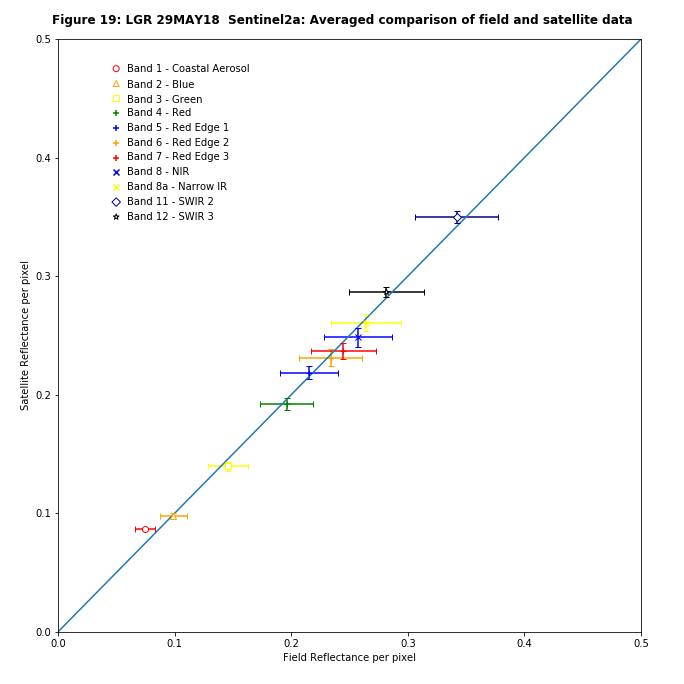 Figure 19: LGR 29MAY18  Sentinel2a: Averaged comparison of field and satellite data
0.5
Band 1 - Coastal Aerosol
Band 2 - Blue
Band 3 - Green
Band 4 - Red
Band 5 - Red Edge 1
Band 6 - Red Edge 2
Band 7 - Red Edge 3
Band 8 - NIR
Band 8a - Narrow IR
Band 11 - SWIR 2
Band 12 - SWIR 3
0.4
0.3
0.2
0.1
0.0
Satellite Reflectance per pixel
0.0 0.1 0.2 0.3 0.4 0.5
Field Reflectance per pixel